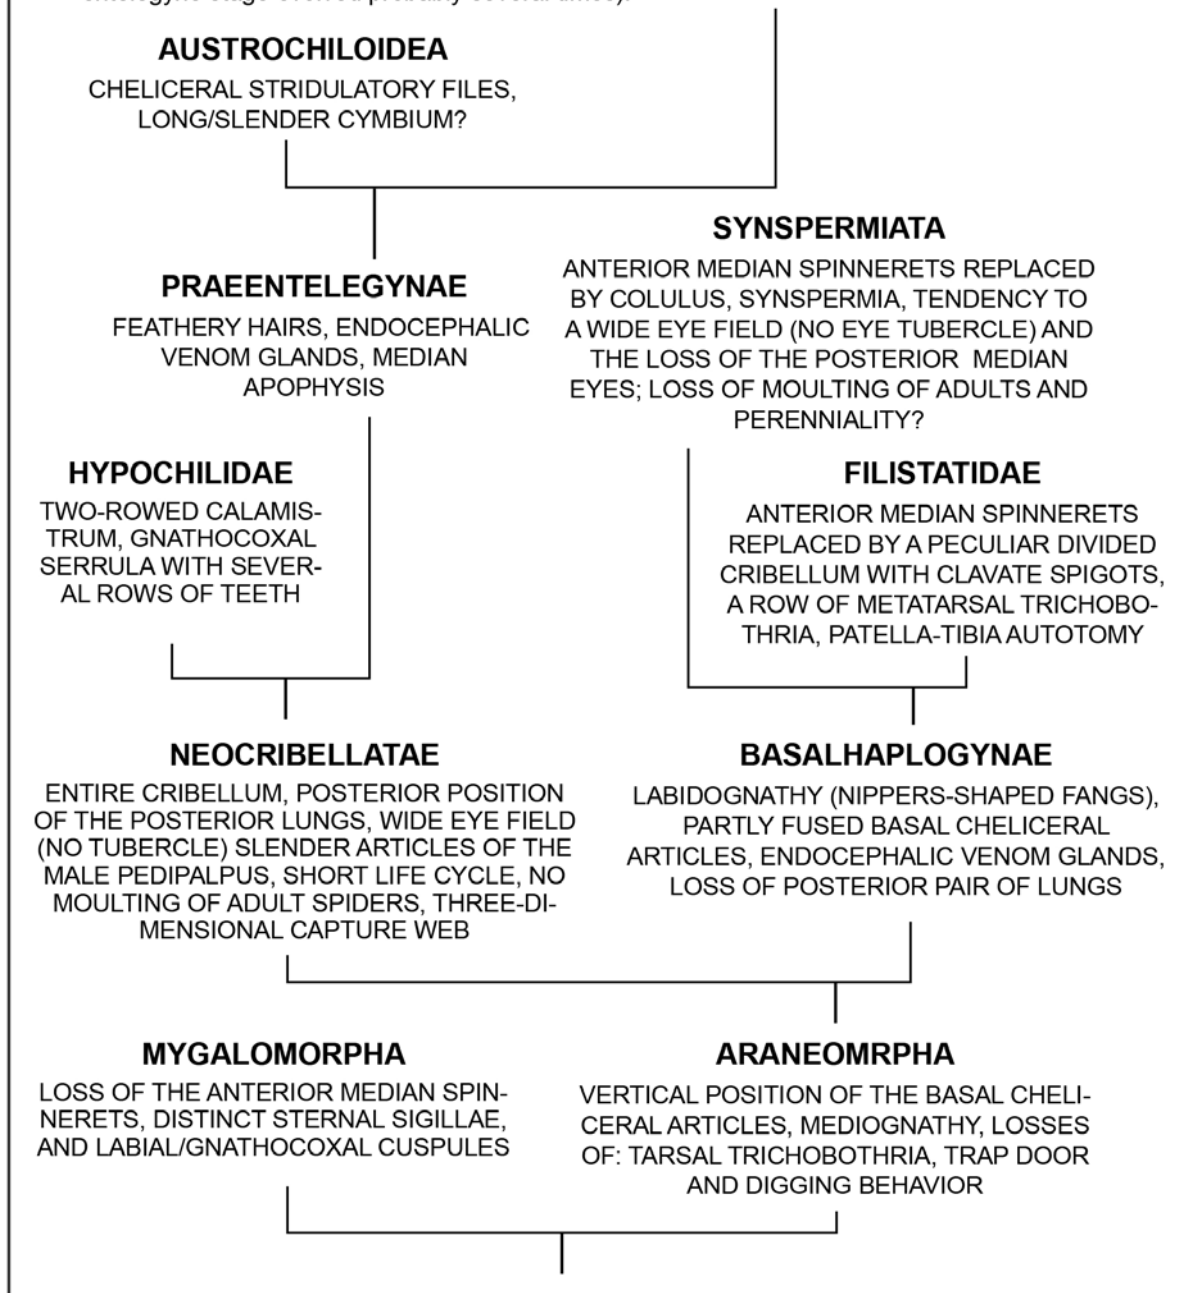 AUSTROCHILOIDEA
CHELICERAL STRIDULATORY FILES,
LONG/SLENDER CYMBIUM?
SYNSPERMIATA
ANTERIOR MEDIAN SPINNERETS REPLACED
BY COLULUS, SYNSPERMIA, TENDENCY TO
A WIDE EYE FIELD (NO EYE TUBERCLE) AND
THE LOSS OF THE POSTERIOR MEDIAN
EYES; LOSS OF MOULTING OF ADULTS AND
PERENNIALITY?
PRAEENTELEGYNAE
FEATHERY HAIRS, ENDOCEPHALIC
VENOM GLANDS, MEDIAN
APOPHYSIS
HYPOCHILIDAE
TWO-ROWED CALAMIS-
TRUM, GNATHOCOXAL
SERRULA WITH SEVER-
AL ROWS OF TEETH
FILISTATIDAE
ANTERIOR MEDIAN SPINNERETS
REPLACED BY A PECULIAR DIVIDED
CRIBELLUM WITH CLAVATE SPIGOTS,
A ROW OF METATARSAL TRICHOBO-
THRIA, PATELLA-TIBIA AUTOTOMY
NEOCRIBELLATAE
ENTIRE CRIBELLUM, POSTERIOR POSITION
OF THE POSTERIOR LUNGS, WIDE EYE FIELD
(NO TUBERCLE) SLENDER ARTICLES OF THE
MALE PEDIPALPUS, SHORT LIFE CYCLE, NO
MOULTING OF ADULT SPIDERS, THREE-DI-
MENSIONAL CAPTURE WEB
BASALHAPLOGYNAE
LABIDOGNATHY (NIPPERS-SHAPED FANGS),
PARTLY FUSED BASAL CHELICERAL
ARTICLES, ENDOCEPHALIC VENOM GLANDS,
LOSS OF POSTERIOR PAIR OF LUNGS
MYGALOMORPHA
LOSS OF THE ANTERIOR MEDIAN SPIN-
NERETS, DISTINCT STERNAL SIGILLAE,
AND LABIAL/GNATHOCOXAL CUSPULES
ARANEOMRPHA
VERTICAL POSITION OF THE BASAL CHELI-
CERAL ARTICLES, MEDIOGNATHY, LOSSES
OF: TARSAL TRICHOBOTHRIA, TRAP DOOR
AND DIGGING BEHAVIOR